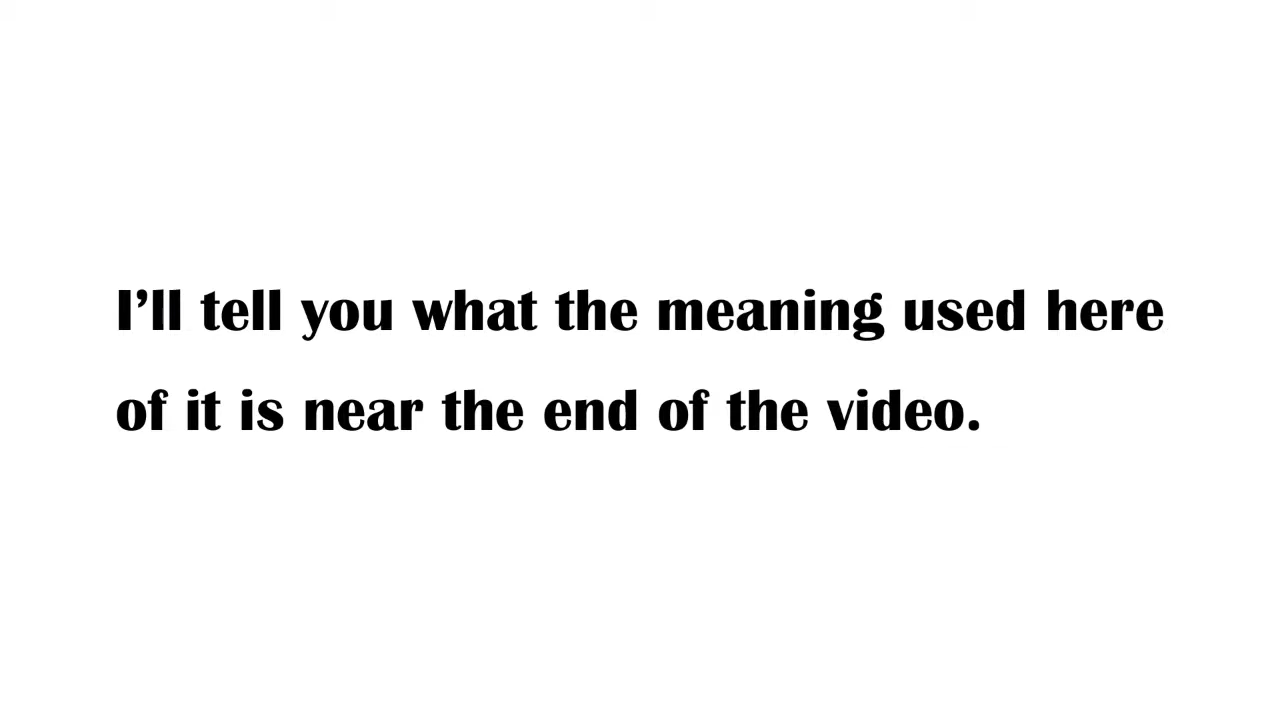 I’ll tell you what the meaning used here
of it is near the end of the video.